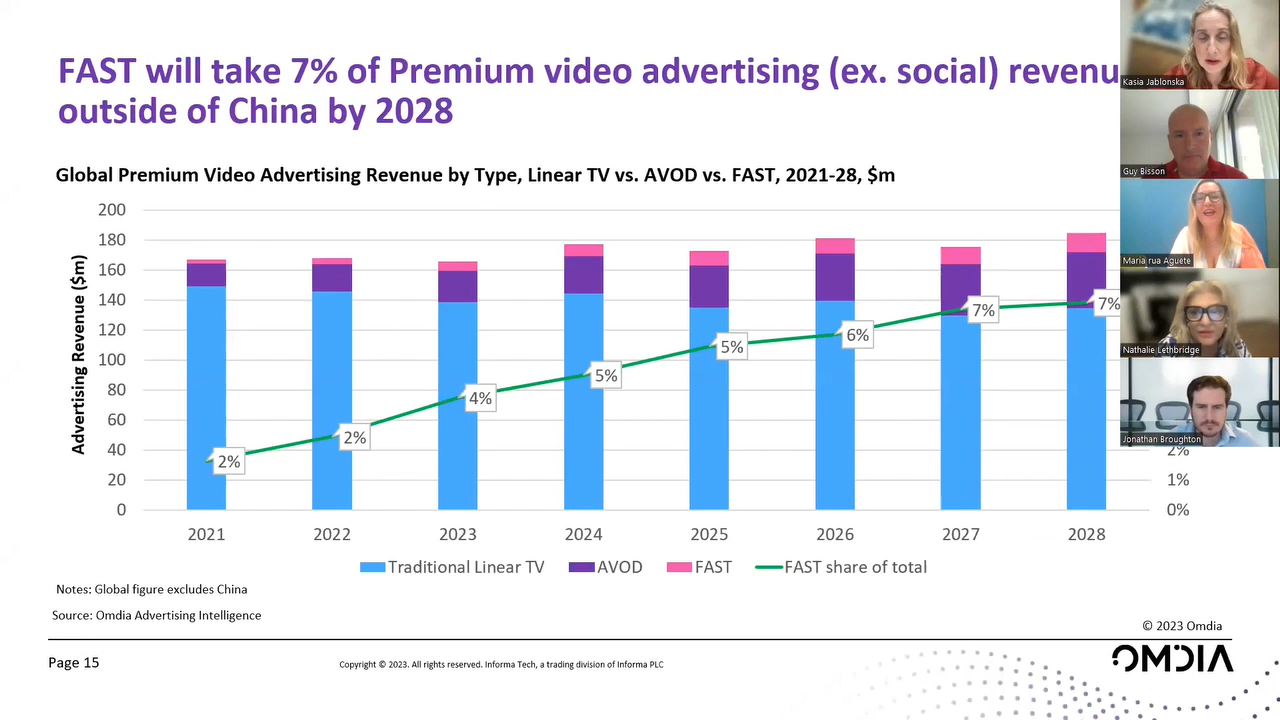 FAST will take 7% of Premium video advertising (ex. social) revenu
outside of China by 2028
Global Premium Video Advertising Revenue by Type, Linear TV vs. AVOD vs. FAST, 2021-28, $m
Advertising Revenue ($m)
200
180
160
140
120
100
80
60
40
20
0
2%
2%
4%
5%
5%
6%
7%
7%
2%
1%
0%
2021 2022 2023 2024 2025 2026 2027 2028
Traditional Linear TV AVOD FAST FAST share of total
Notes: Global figure excludes China
Source: Omdia Advertising Intelligence
© 2023 Omdia
Page 15
Copyright © 2023. All rights reserved. Informa Tech, a trading division of Informa PLC
OMDIA
Kasia Jablonska
Guy Bisson
Maria rua Aguete
Nathalie Lethbridge
Jonathan Broughton